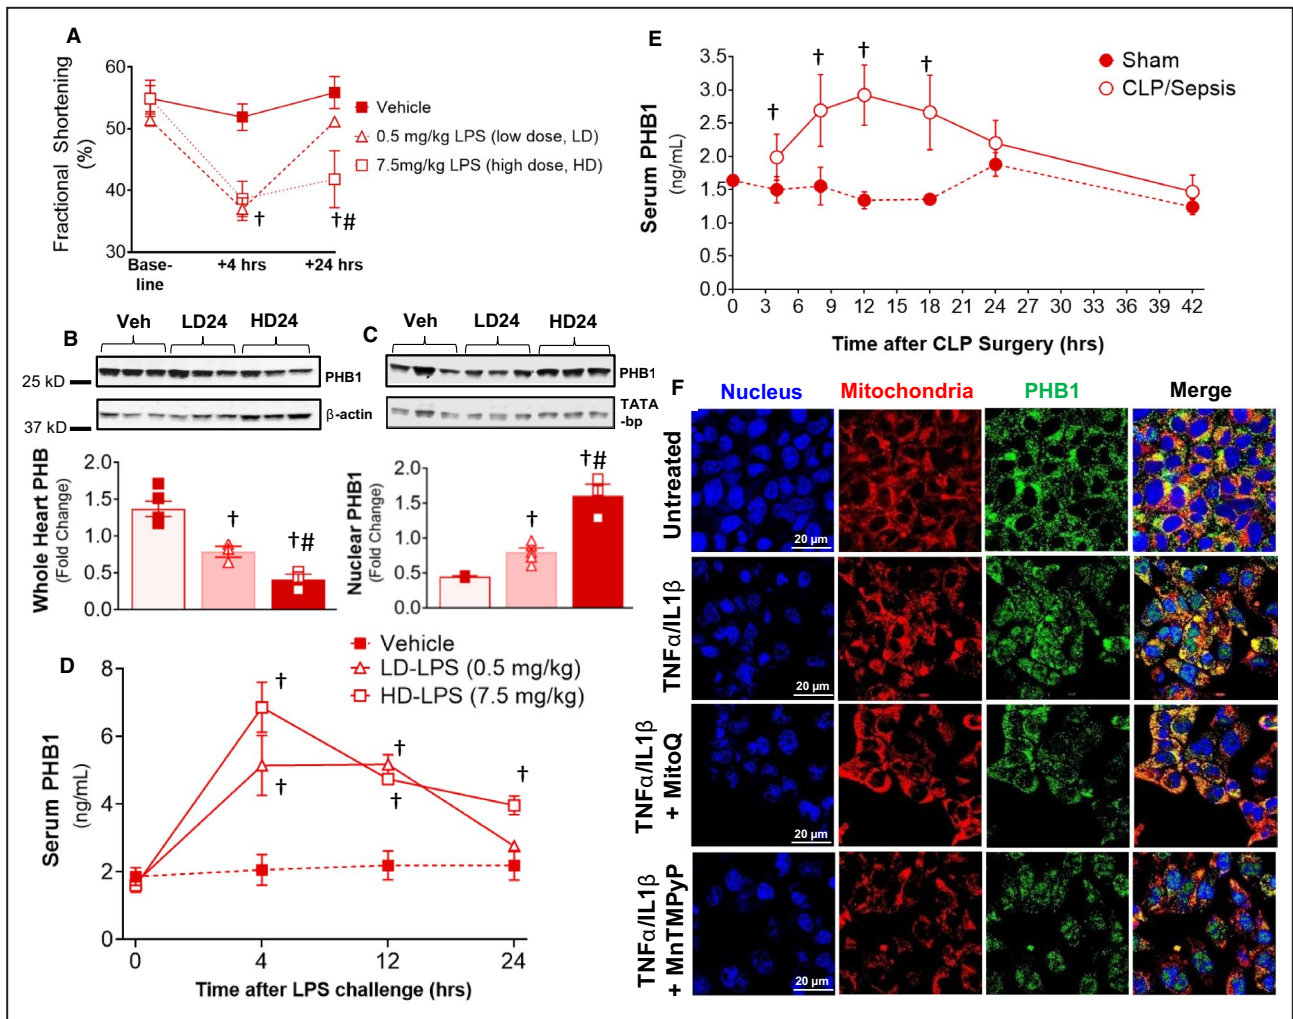 A
Fractional Shortening
(%)
60
50
40
30
Base-
line
+4 hrs
+24 hrs
†
†#
Vehicle
0.5 mg/kg LPS (low dose, LD)
7.5mg/kg LPS (high dose, HD)
B
Veh
LD24
HD24
25 kD
PHB1
37 kD
β-actin
Whole Heart PHB
(Fold Change)
2.0
1.5
1.0
0.5
0.0
†
†#
C
Veh
LD24
HD24
PHB1
TATA
-bp
Nuclear PHB1
(Fold Change)
2.0
1.5
1.0
0.5
0.0
†
†#
D
Vehicle
LD-LPS (0.5 mg/kg)
HD-LPS (7.5 mg/kg)
Serum PHB1
(ng/mL)
8
6
4
2
0
†
†
†
†
†
0
4
12
24
Time after LPS challenge (hrs)
E
Serum PHB1
(ng/mL)
3.5
3.0
2.5
2.0
1.5
1.0
0.5
0.0
†
†
†
†
Sham
CLP/Sepsis
0 3 6 9 12 15 18 21 24 27 30 33 36 39 42
Time after CLP Surgery (hrs)
F
Nucleus
Mitochondria
PHB1
Merge
Untreated
20 µm
TNFα/IL1β
20 µm
TNFα/IL1β
+ MitoQ
20 µm
TNFα/IL1β
+ MnTMPyP
20 µm